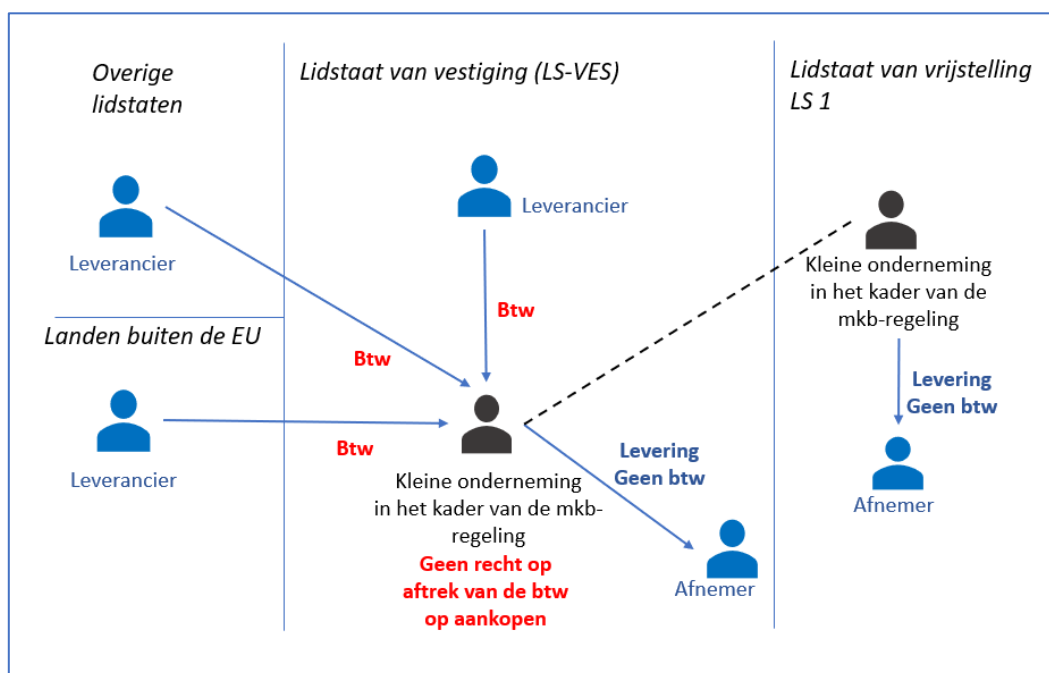 Overige
lidstaten
Leverancier
Landen buiten de EU
Leverancier
Btw
Btw
Lidstaat van vestiging (LS-VES)
Leverancier
Btw
Kleine onderneming
in het kader van de mkb-
regeling
Geen recht op
aftrek van de btw
op aankopen
Levering
Geen btw
Afnemer
Lidstaat van vrijstelling
LS 1
Kleine onderneming
in het kader van de
mkb-regeling
Levering
Geen btw
Afnemer